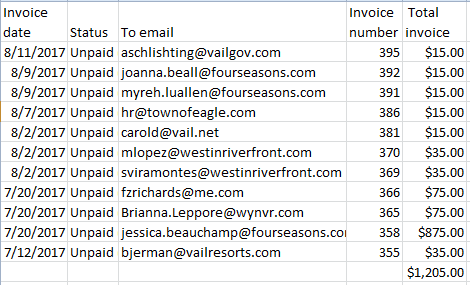 Invoice date Status To email Invoice number Total invoice
8/11/2017 Unpaid aschlishting@vailgov.com 395 $15.00
8/9/2017 Unpaid joanna.beall@fourseasons.com 392 $15.00
8/9/2017 Unpaid myreh.luallen@fourseasons.com 391 $15.00
8/7/2017 Unpaid hr@townofeagle.com 386 $15.00
8/2/2017 Unpaid carold@vail.net 381 $15.00
8/2/2017 Unpaid mlopez@westinriverfront.com 370 $35.00
8/2/2017 Unpaid sviramontes@westinriverfront.com 369 $35.00
7/20/2017 Unpaid fzrichards@me.com 366 $75.00
7/20/2017 Unpaid Brianna.Leppore@wynvr.com 365 $75.00
7/20/2017 Unpaid jessica.beauchamp@fourseasons.co 358 $875.00
7/12/2017 Unpaid bjerman@vailresorts.com 355 $35.00
$1,205.00